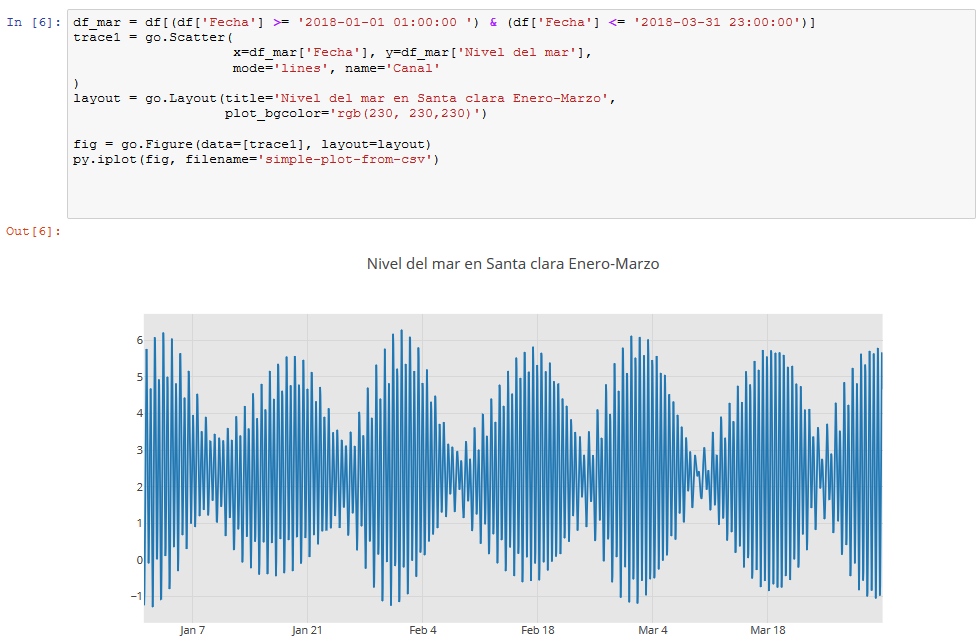 In [6]: df_mar = df[(df['Fecha'] >= '2018-01-01 01:00:00 ') & (df['Fecha'] <= '2018-03-31 23:00:00')]
trace1 = go.Scatter(
x=df_mar['Fecha'], y=df_mar['Nivel del mar'],
mode='lines', name='Canal'
)
layout = go.Layout(title='Nivel del mar en Santa clara Enero-Marzo',
plot_bgcolor='rgb(230, 230,230)')
fig = go.Figure(data=[trace1], layout=layout)
py.iplot(fig, filename='simple-plot-from-csv')
Out[6]:
Nivel del mar en Santa clara Enero-Marzo
6
5
4
3
2
1
0
−1
Jan 7 Jan 21 Feb 4 Feb 18 Mar 4 Mar 18